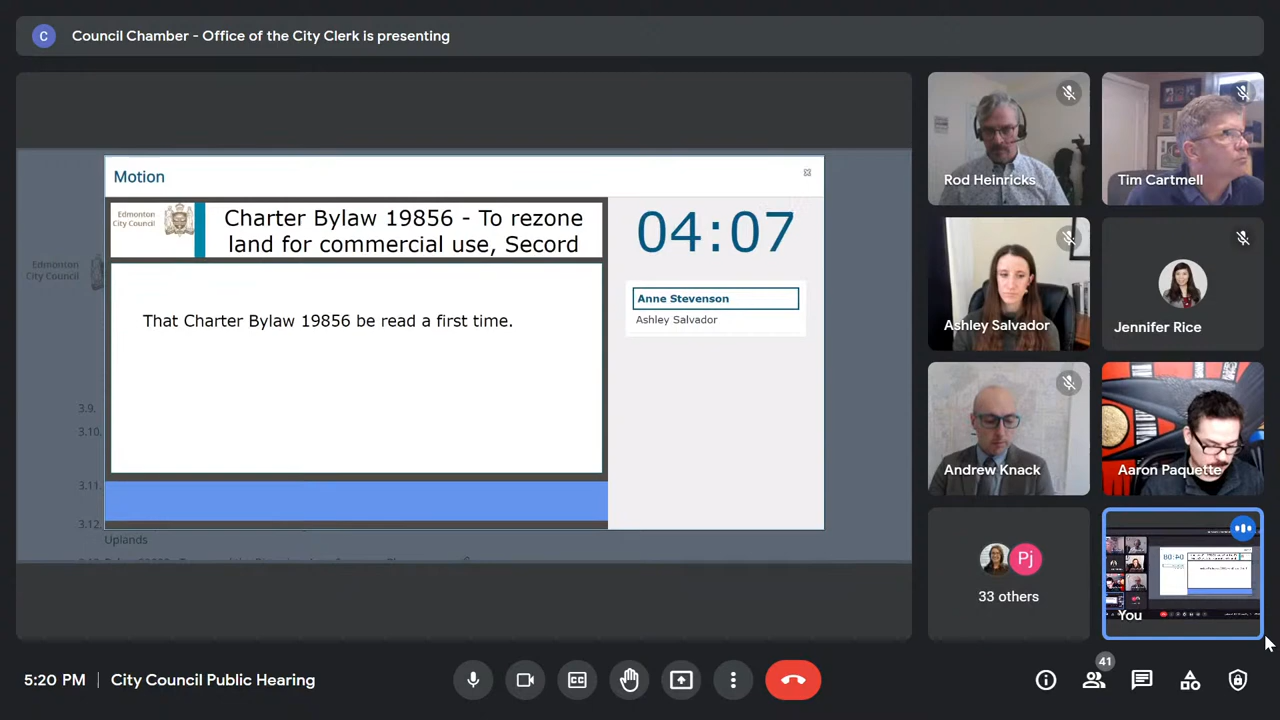 C
Council Chamber - Office of the City Clerk is presenting
Motion
Edmonton
City Council
Charter Bylaw 19856 - To rezone
land for commercial use, Secord
04:07
That Charter Bylaw 19856 be read a first time.
Anne Stevenson
Ashley Salvador
Edmonton
City Council
3.9.
3.10.
3.11.
3.12.
Uplands
Rod Heinricks
Tim Cartmell
Ashley Salvador
Jennifer Rice
Andrew Knack
Aaron Paquette
Pj
33 others
You
5:20 PM | City Council Public Hearing
41